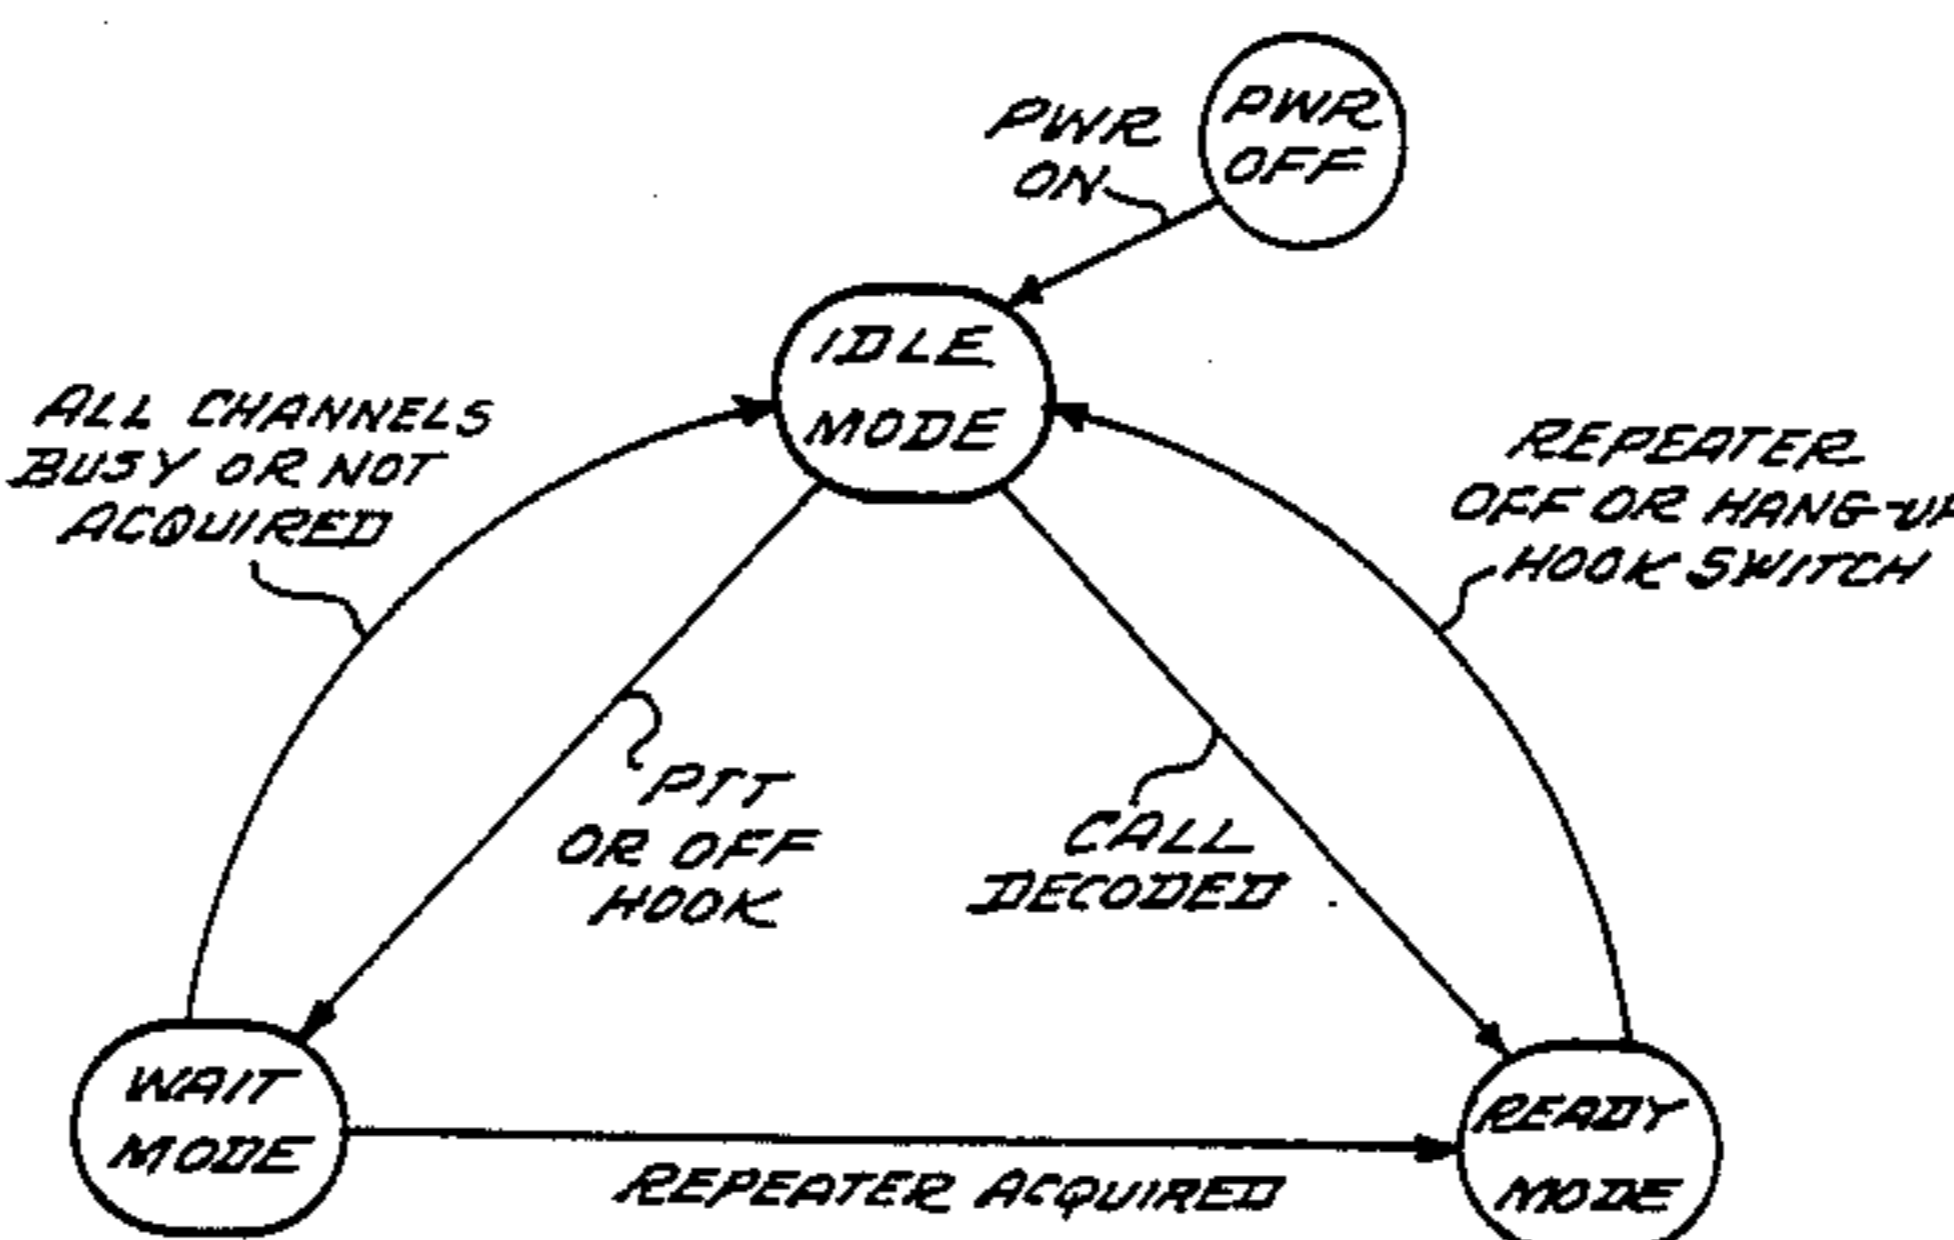 PWR
ON
PWR
OFF
IDLE
MODE
ALL CHANNELS
BUSY OR NOT
ACQUIRED
REPEATER
OFF OR HANG-UP
HOOK SWITCH
PTT
OR OFF
HOOK
CALL
DECODED
WAIT
MODE
REPEATER ACQUIRED
READY
MODE